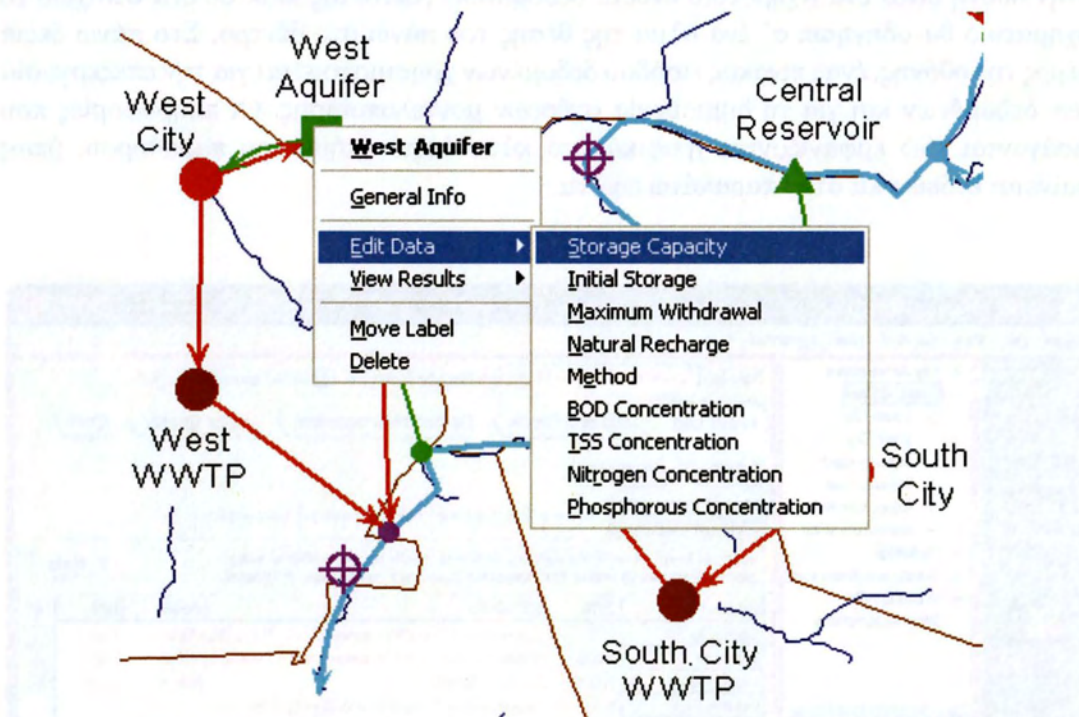 West
Aquifer
West
City
Central
Reservoir
West Aquifer
General Info
Edit Data
View Results
Move Label
Delete
Storage Capacity
Initial Storage
Maximum Withdrawal
Natural Recharge
Method
BOD Concentration
TSS Concentration
Nitrogen Concentration
Phosphorous Concentration
West
WWTP
South
City
South City
WWTP